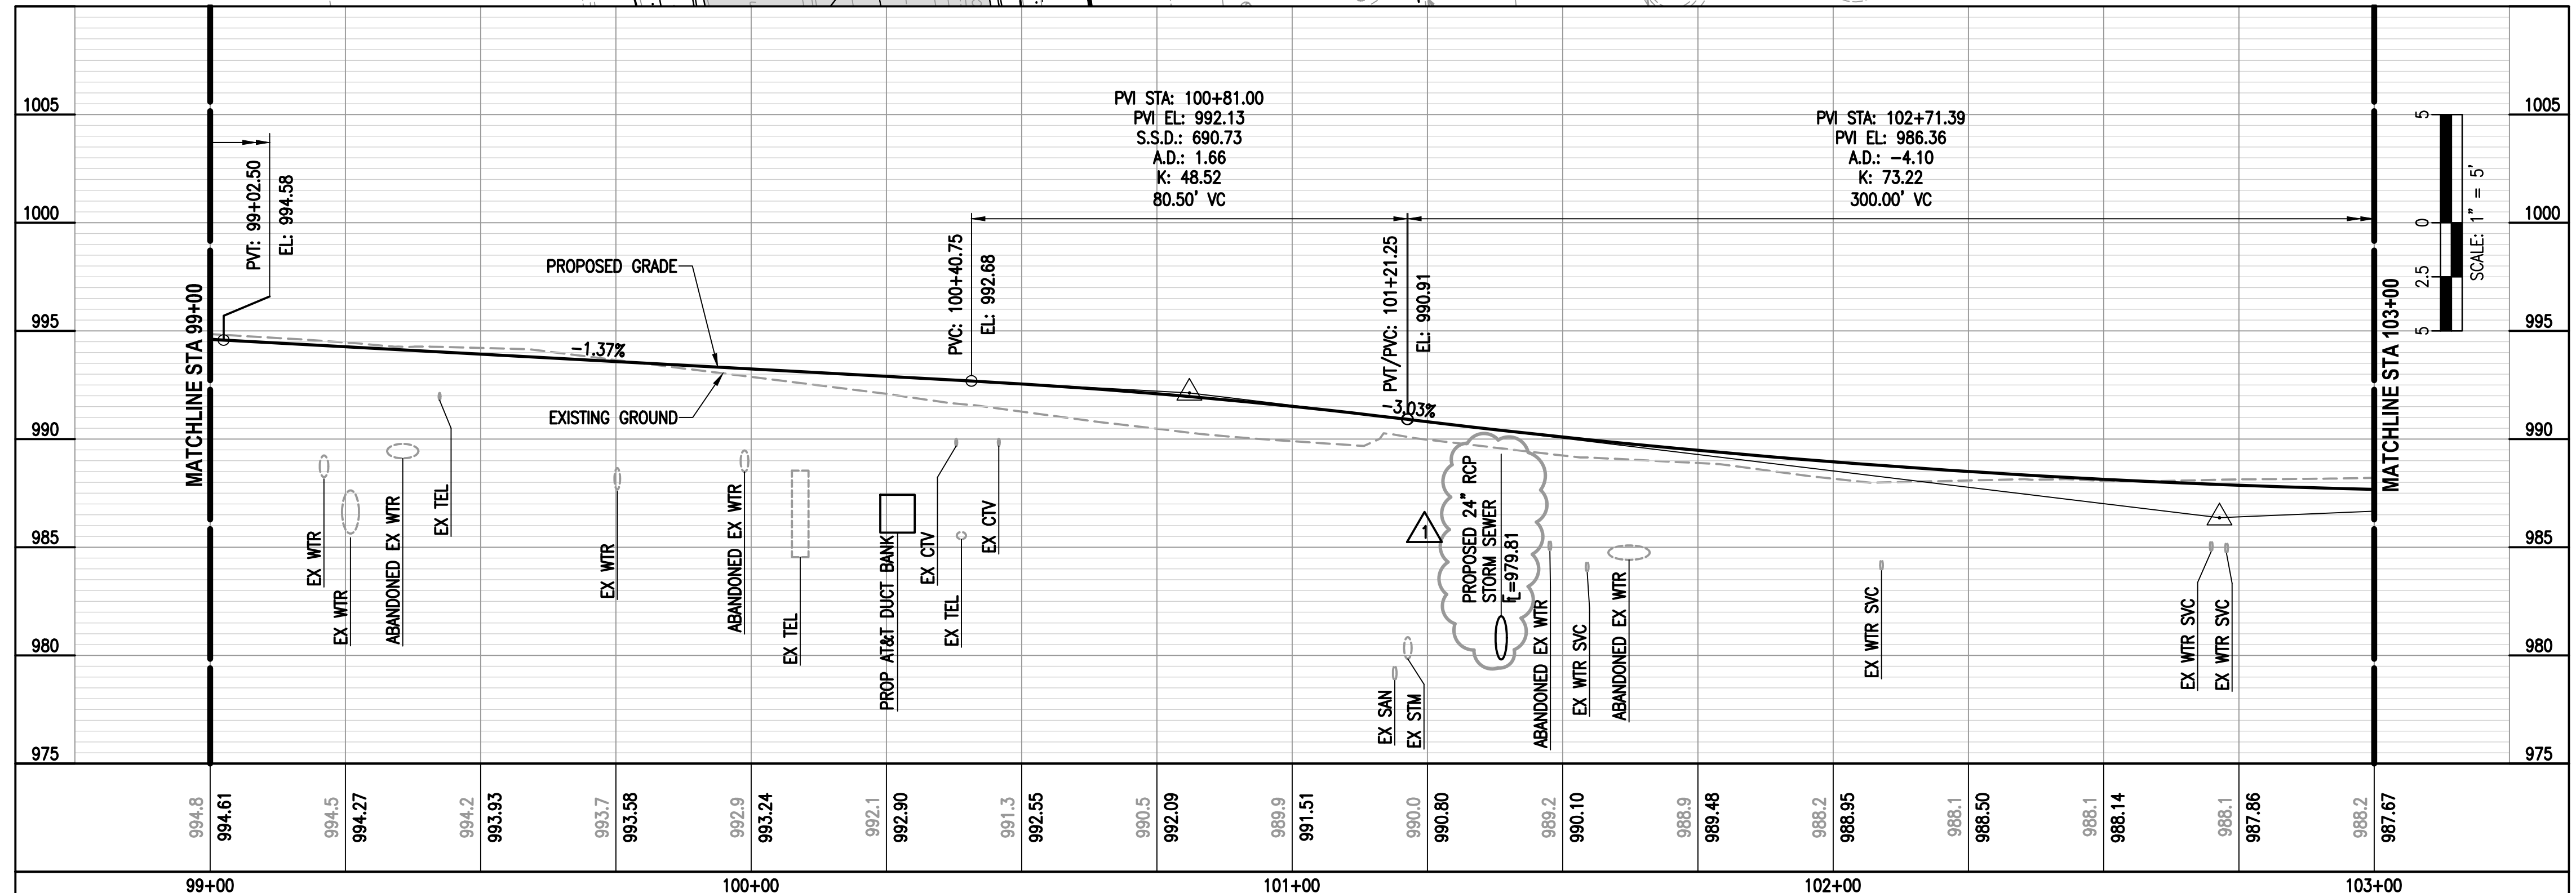 PVI STA: 100+81.00
PVI EL: 992.13
S.S.D.: 690.73
A.D.: 1.66
K: 48.52
80.50' VC
PVI STA: 102+71.39
PVI EL: 986.36
A.D.: -4.10
K: 73.22
300.00' VC
1005
1000
995
990
985
980
975
1005
1000
995
990
985
980
975
5
0
2.5
5
SCALE: 1" = 5'
MATCHLINE STA 99+00
PVT: 99+02.50
EL: 994.58
PROPOSED GRADE
-1.37%
EXISTING GROUND
PVC: 100+40.75
EL: 992.68
PVT/PVC: 101+21.25
EL: 990.91
-3.03%
MATCHLINE STA 103+00
EX WTR
EX WTR
ABANDONED EX WTR
EX TEL
EX WTR
ABANDONED EX WTR
EX TEL
PROP AT&T DUCT BANK
EX CTV
EX TEL
EX CTV
EX SAN
EX STM
1
PROPOSED 24" RCP
STORM SEWER
FL=979.81
ABANDONED EX WTR
EX WTR SVC
ABANDONED EX WTR
EX WTR SVC
EX WTR SVC
EX WTR SVC
994.8
994.61
994.5
994.27
994.2
993.93
993.7
993.58
992.9
993.24
992.1
992.90
991.3
992.55
990.5
992.09
989.9
991.51
990.0
990.80
989.2
990.10
988.9
989.48
988.2
988.95
988.1
988.50
988.1
988.14
988.1
987.86
988.2
987.67
99+00
100+00
101+00
102+00
103+00